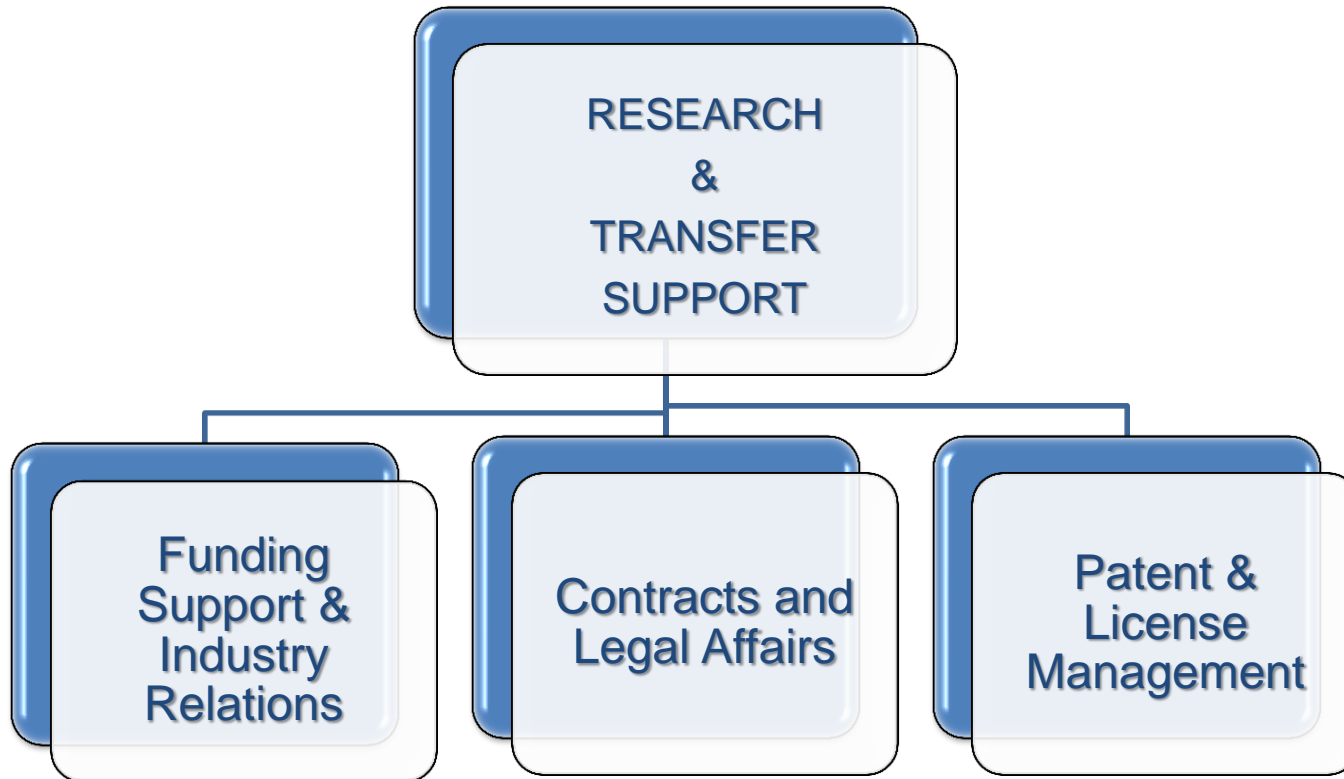 RESEARCH
&
TRANSFER
SUPPORT
Funding
Support &
Industry
Relations
Contracts and
Legal Affairs
Patent &
License
Management